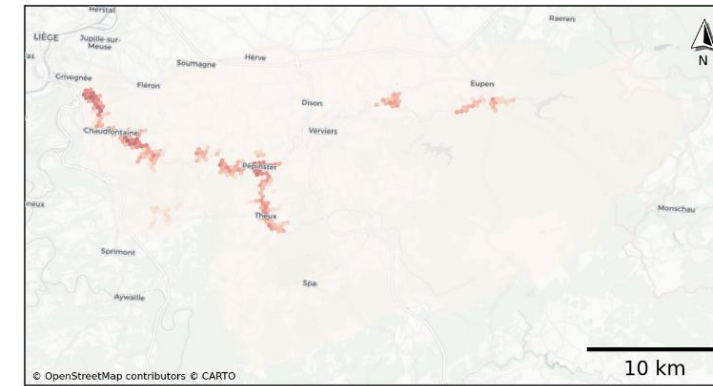 Herstal
Raeren
LIÈGE
Jupille-sur-
Meuse
Herve
Soumagne
N
Grivegnée
Fléron
Eupen
Dison
Chaudfontaine
Verviers
Pepinster
Monschau
Theux
Sprimont
Spa
Aywaille
10 km
© OpenStreetMap contributors © CARTO